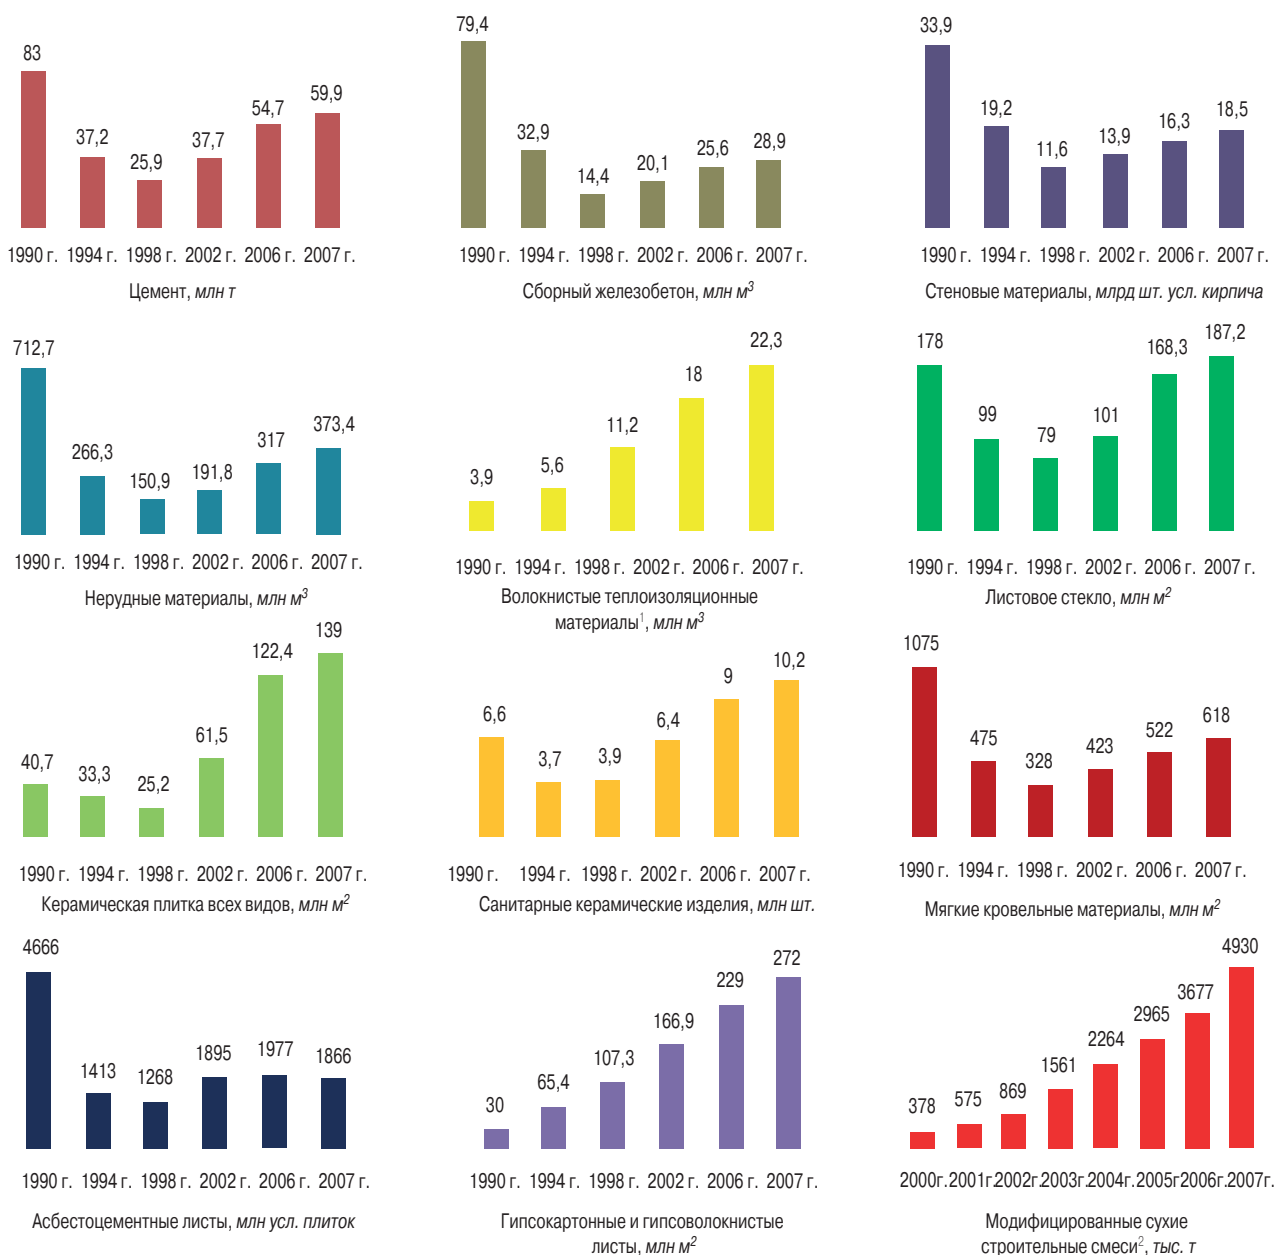 83
37,2
25,9
37,7
54,7
59,9
1990 г. 1994 г. 1998 г. 2002 г. 2006 г. 2007 г.
Цемент, млн т
79,4
32,9
14,4
20,1
25,6
28,9
1990 г. 1994 г. 1998 г. 2002 г. 2006 г. 2007 г.
Сборный железобетон, млн м³
33,9
19,2
11,6
13,9
16,3
18,5
1990 г. 1994 г. 1998 г. 2002 г. 2006 г. 2007 г.
Стеновые материалы, млрд шт. усл. кирпича
712,7
266,3
150,9
191,8
317
373,4
1990 г. 1994 г. 1998 г. 2002 г. 2006 г. 2007 г.
Нерудные материалы, млн м³
3,9
5,6
11,2
18
22,3
1990 г. 1994 г. 1998 г. 2002 г. 2006 г. 2007 г.
Волокнистые теплоизоляционные
материалы¹, млн м³
178
99
79
101
168,3
187,2
1990 г. 1994 г. 1998 г. 2002 г. 2006 г. 2007 г.
Листовое стекло, млн м²
40,7
33,3
25,2
61,5
122,4
139
1990 г. 1994 г. 1998 г. 2002 г. 2006 г. 2007 г.
Керамическая плитка всех видов, млн м²
6,6
3,7
3,9
6,4
9
10,2
1990 г. 1994 г. 1998 г. 2002 г. 2006 г. 2007 г.
Санитарные керамические изделия, млн шт.
1075
475
328
423
522
618
1990 г. 1994 г. 1998 г. 2002 г. 2006 г. 2007 г.
Мягкие кровельные материалы, млн м²
4666
1413
1268
1895
1977
1866
1990 г. 1994 г. 1998 г. 2002 г. 2006 г. 2007 г.
Асбестоцементные листы, млн усл. плиток
30
65,4
107,3
166,9
229
272
1990 г. 1994 г. 1998 г. 2002 г. 2006 г. 2007 г.
Гипсокартонные и гипсоволокнистые
листы, млн м²
378
575
869
1561
2264
2965
3677
4930
2000г. 2001г. 2002г. 2003г. 2004г. 2005г. 2006г. 2007г.
Модифицированные сухие
строительные смеси², тыс. т